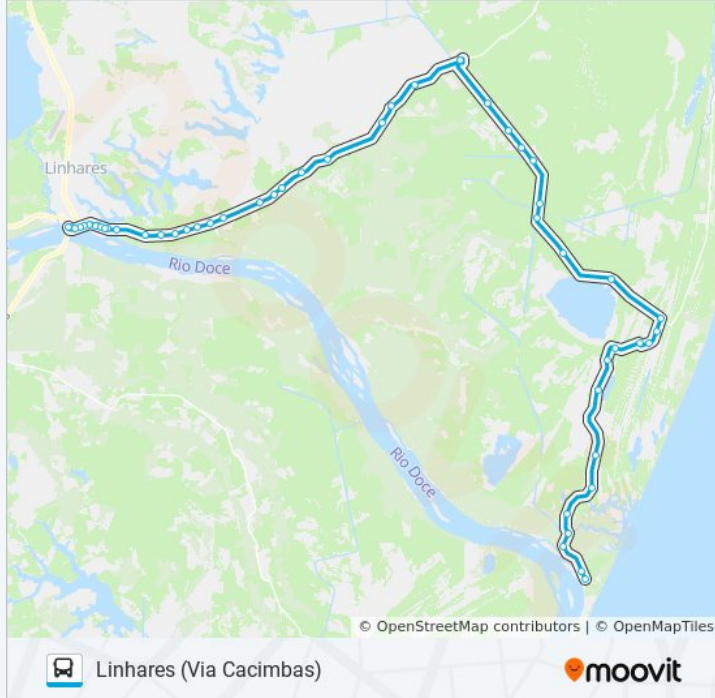 Linhares
Rio Doce
Rio Doce
© OpenStreetMap contributors | © OpenMapTiles
Linhares (Via Cacimbas)
moovit